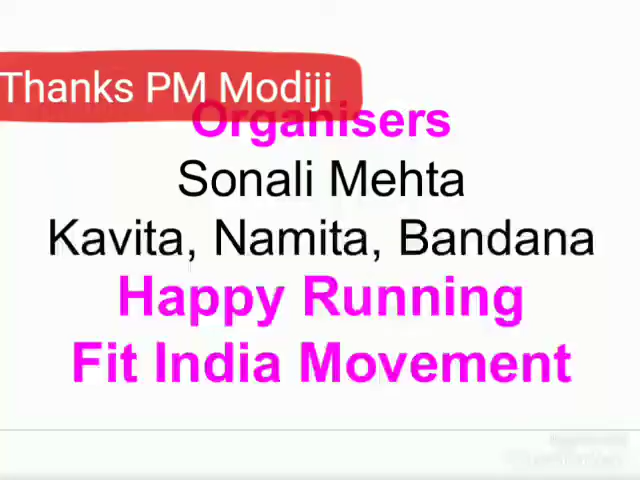 Thanks PM Modiji
Organisers
Sonali Mehta
Kavita, Namita, Bandana
Happy Running
Fit India Movement